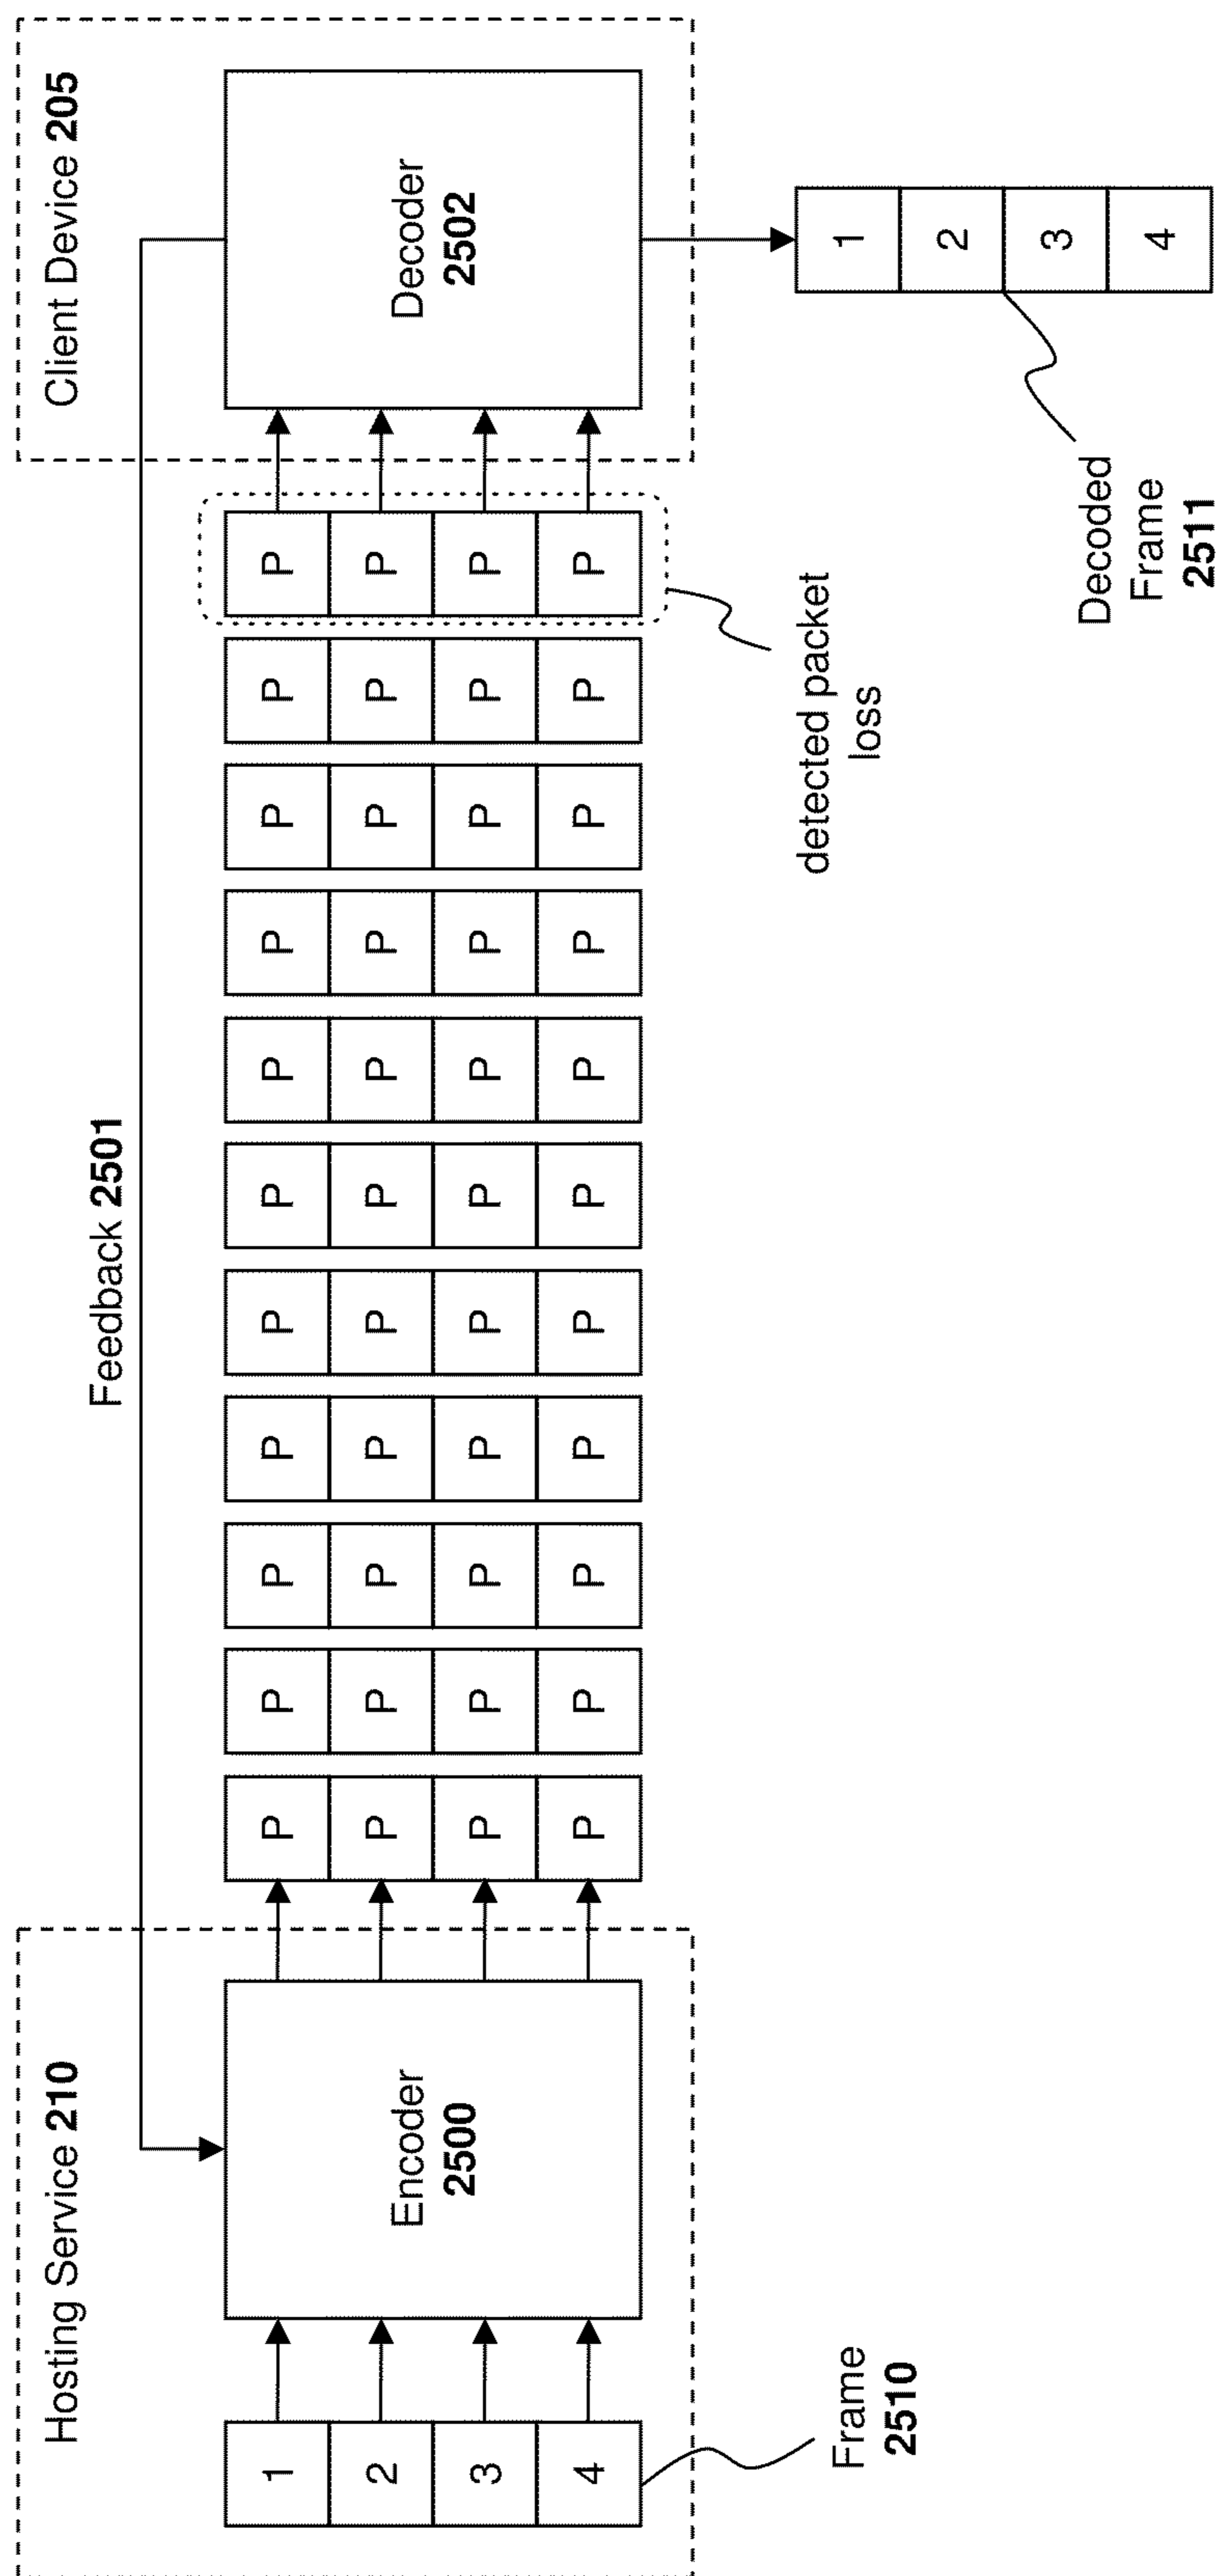 Hosting Service 210
Feedback 2501
Client Device 205
1
2
3
4
Encoder
2500
P P P P P P P P P P P
P P P P P P P P P P P
P P P P P P P P P P P
P P P P P P P P P P P
Decoder
2502
Frame
2510
detected packet
loss
1
2
3
4
Decoded
Frame
2511